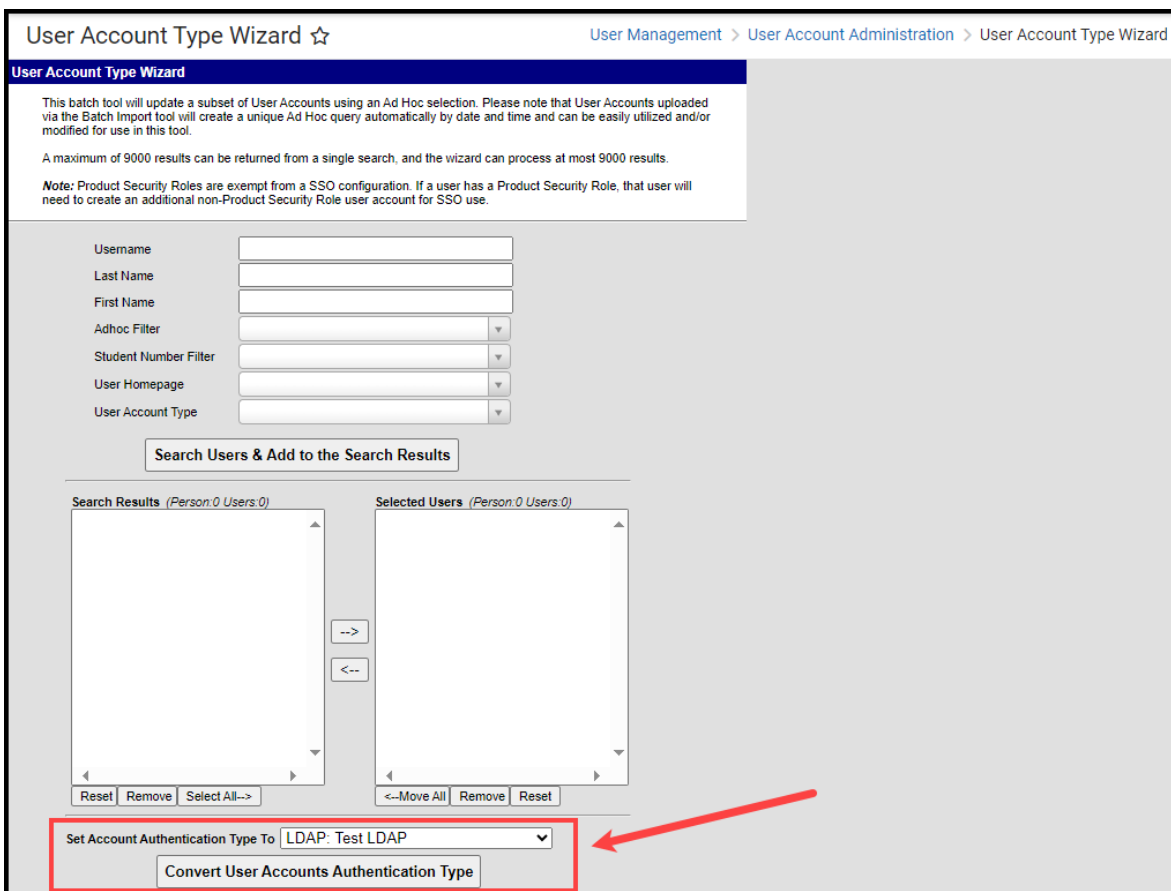 User Account Type Wizard ☆
User Management > User Account Administration > User Account Type Wizard
User Account Type Wizard
This batch tool will update a subset of User Accounts using an Ad Hoc selection. Please note that User Accounts uploaded
via the Batch Import tool will create a unique Ad Hoc query automatically by date and time and can be easily utilized and/or
modified for use in this tool.
A maximum of 9000 results can be returned from a single search, and the wizard can process at most 9000 results.
Note: Product Security Roles are exempt from a SSO configuration. If a user has a Product Security Role, that user will
need to create an additional non-Product Security Role user account for SSO use.
Username
Last Name
First Name
Adhoc Filter
Student Number Filter
User Homepage
User Account Type
Search Users & Add to the Search Results
Search Results (Person:0 Users:0)
Selected Users (Person:0 Users:0)
-->
<--
Reset Remove Select All-->
<--Move All Remove Reset
Set Account Authentication Type To LDAP: Test LDAP
Convert User Accounts Authentication Type